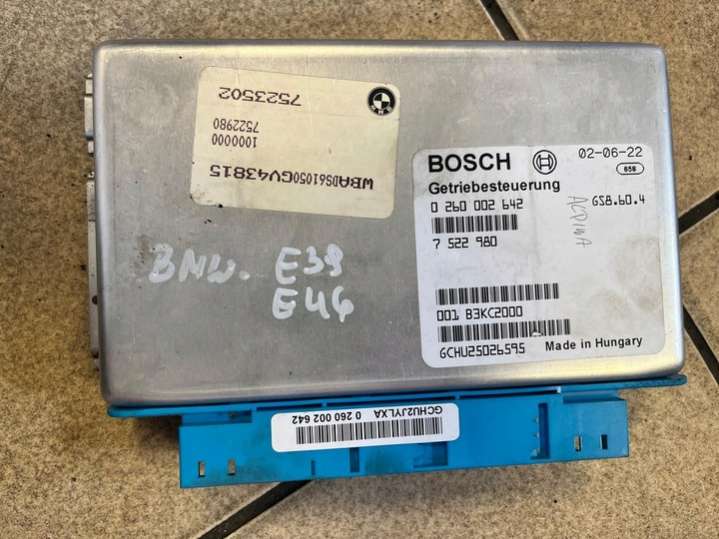 7523502
7522980
1000000
WBADS61050GV43815
BMW. E39
E46
BOSCH
02-06-22
656
Getriebesteuerung
0 260 002 642
GS8.60.4
7 522 980
001 B3KC2000
GCHU25026595
Made in Hungary
GCHU2JYLXA 0 260 002 642